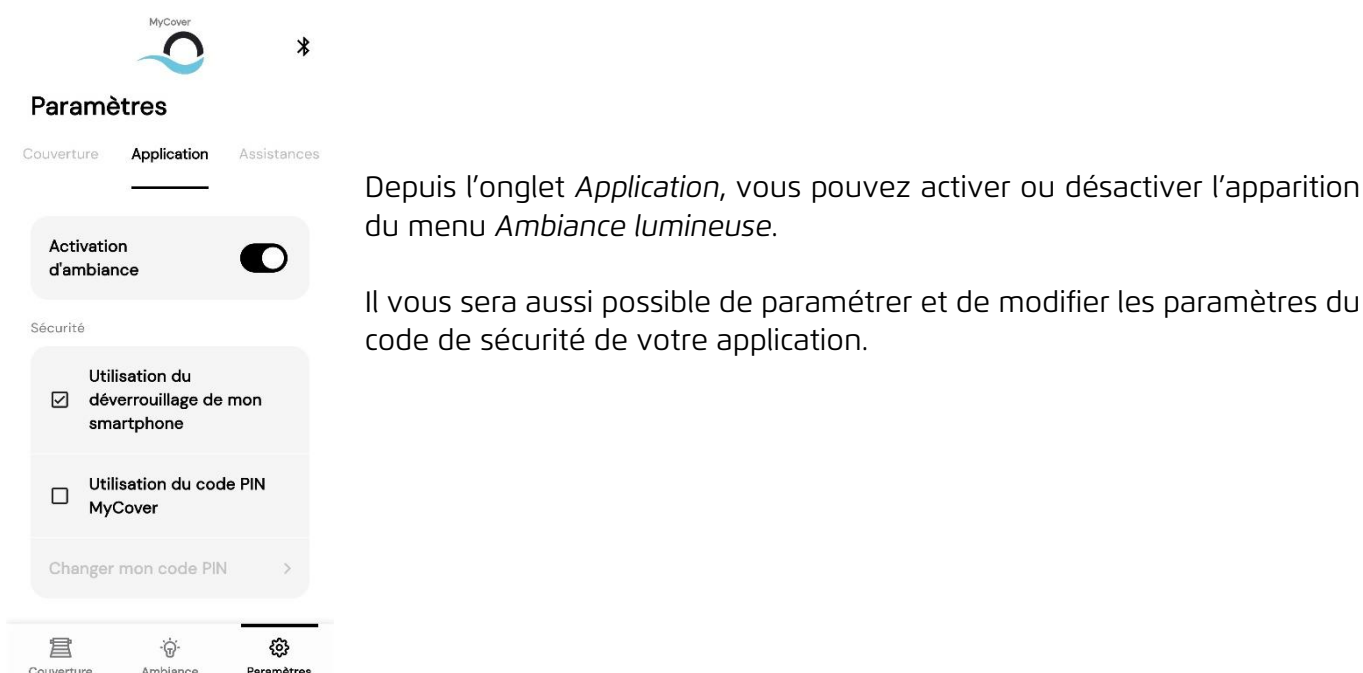 MyCover
Paramètres
Couverture Application Assistances
Activation
d'ambiance
Sécurité
Utilisation du
déverrouillage de mon
smartphone
Utilisation du code PIN
MyCover
Changer mon code PIN
Couverture Ambiance Paramètres
Depuis l’onglet Application, vous pouvez activer ou désactiver l’apparition
du menu Ambiance lumineuse.
Il vous sera aussi possible de paramétrer et de modifier les paramètres du
code de sécurité de votre application.